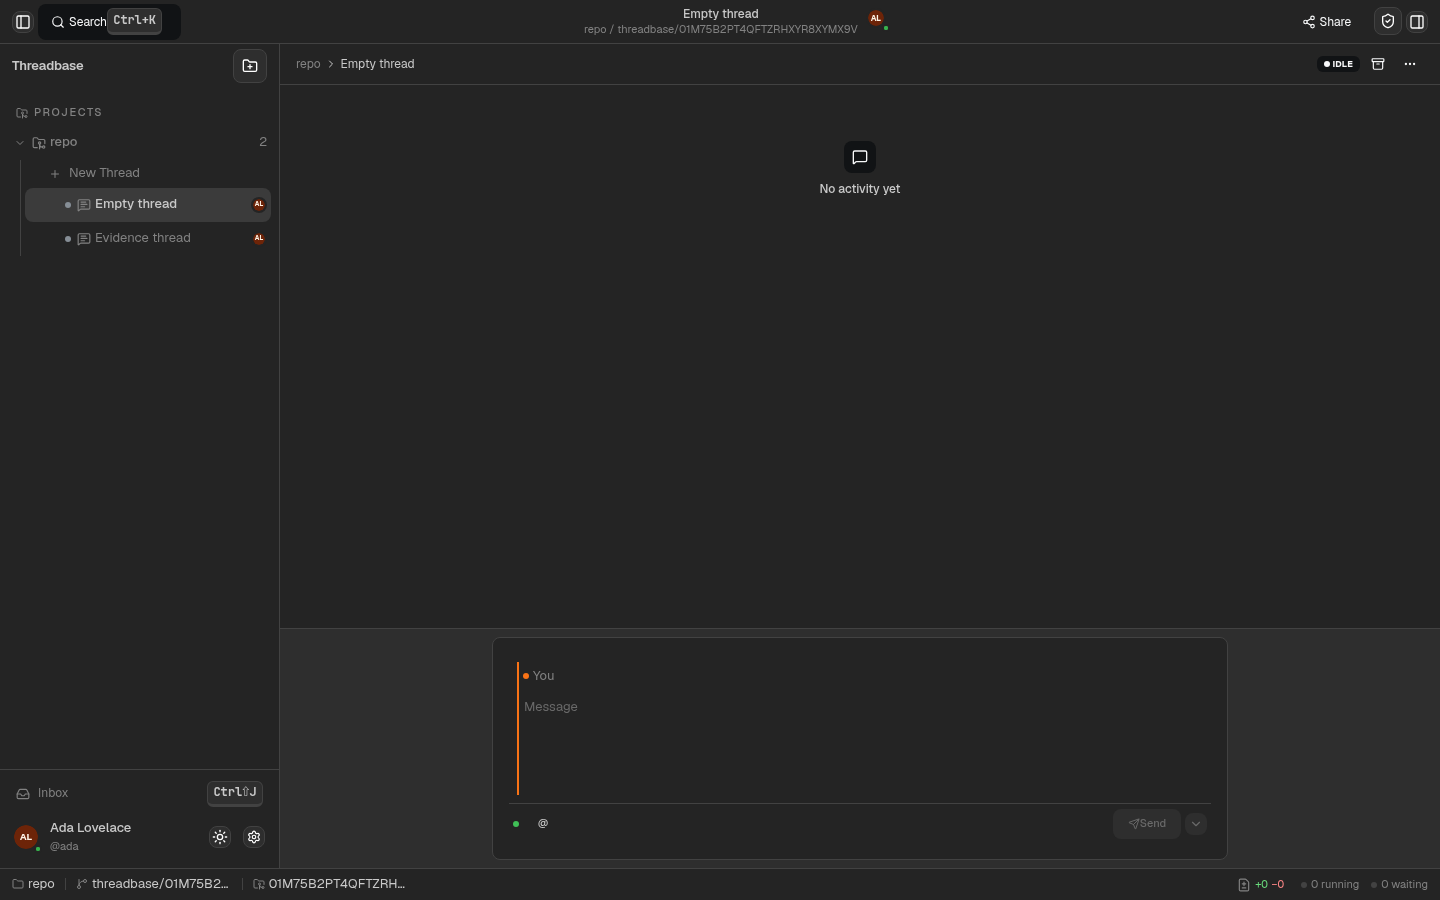 Search Ctrl+K
Empty thread
repo / threadbase/01M75B2PT4QFTZRHXYR8XYMX9V
AL
Share
Threadbase
repo > Empty thread
IDLE
PROJECTS
repo 2
+ New Thread
Empty thread AL
Evidence thread AL
No activity yet
You
Message
@
Send
Inbox Ctrl⇧J
AL Ada Lovelace
@ada
repo threadbase/01M75B2... 01M75B2PT4QFTZRH... +0 −0 0 running 0 waiting